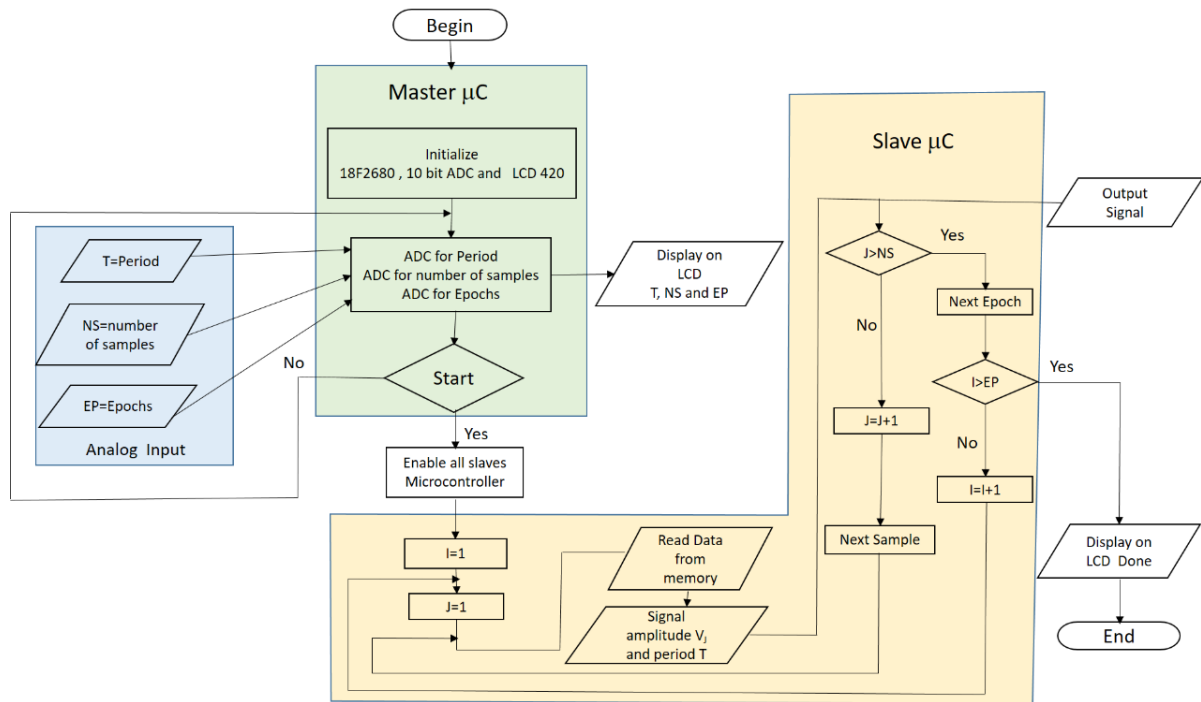 Begin
Master μC
Initialize
18F2680 , 10 bit ADC and LCD 420
T=Period
NS=number
of samples
EP=Epochs
Analog Input
ADC for Period
ADC for number of samples
ADC for Epochs
Display on
LCD
T, NS and EP
Start
No
Yes
Enable all slaves
Microcontroller
I=1
J=1
Read Data
from
memory
Signal
amplitude VJ
and period T
Slave μC
Output
Signal
J>NS
Yes
No
Next Epoch
I>EP
Yes
No
J=J+1
I=I+1
Next Sample
Display on
LCD Done
End